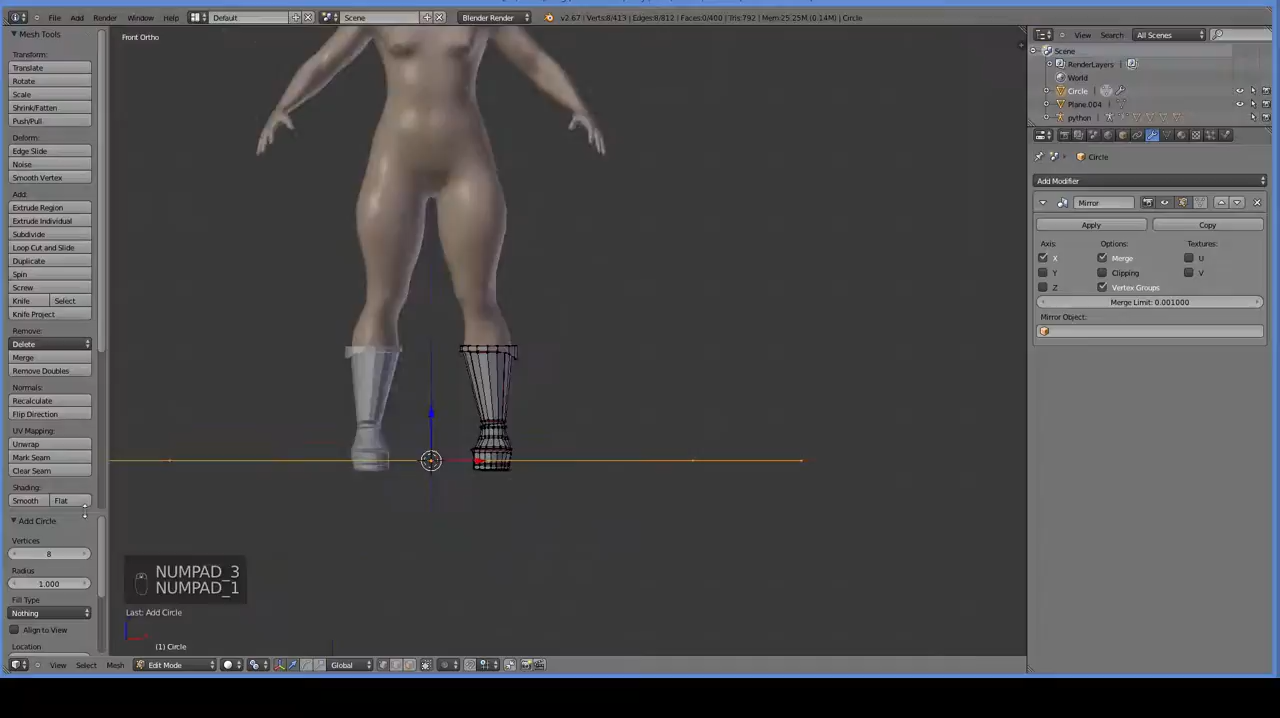 File Add Render Window Help Default Scene Blender Render v2.67 | Verts:8/413 | Edges:8/812 | Faces:0/400 | Tris:792 | Mem:25.25M (0.14M) | Circle
Mesh Tools
Transform:
Translate
Rotate
Scale
Shrink/Fatten
Push/Pull
Deform:
Edge Slide
Noise
Smooth Vertex
Add:
Extrude Region
Extrude Individual
Subdivide
Loop Cut and Slide
Duplicate
Spin
Screw
Knife Select
Knife Project
Remove:
Delete
Merge
Remove Doubles
Normals:
Recalculate
Flip Direction
UV Mapping:
Unwrap
Mark Seam
Clear Seam
Shading:
Smooth Flat
Add Circle
Vertices
8
Radius
1.000
Fill Type
Nothing
Align to View
Location
Front Ortho
NUMPAD_3
NUMPAD_1
Last: Add Circle
(1) Circle
View Select Mesh Edit Mode Global
View Search All Scenes
Scene
RenderLayers |
World
Circle
Plane.004
python
Circle
Add Modifier
Mirror
Apply Copy
Axis: Options: Textures:
X Merge U
Y Clipping V
Z Vertex Groups
Merge Limit: 0.001000
Mirror Object: